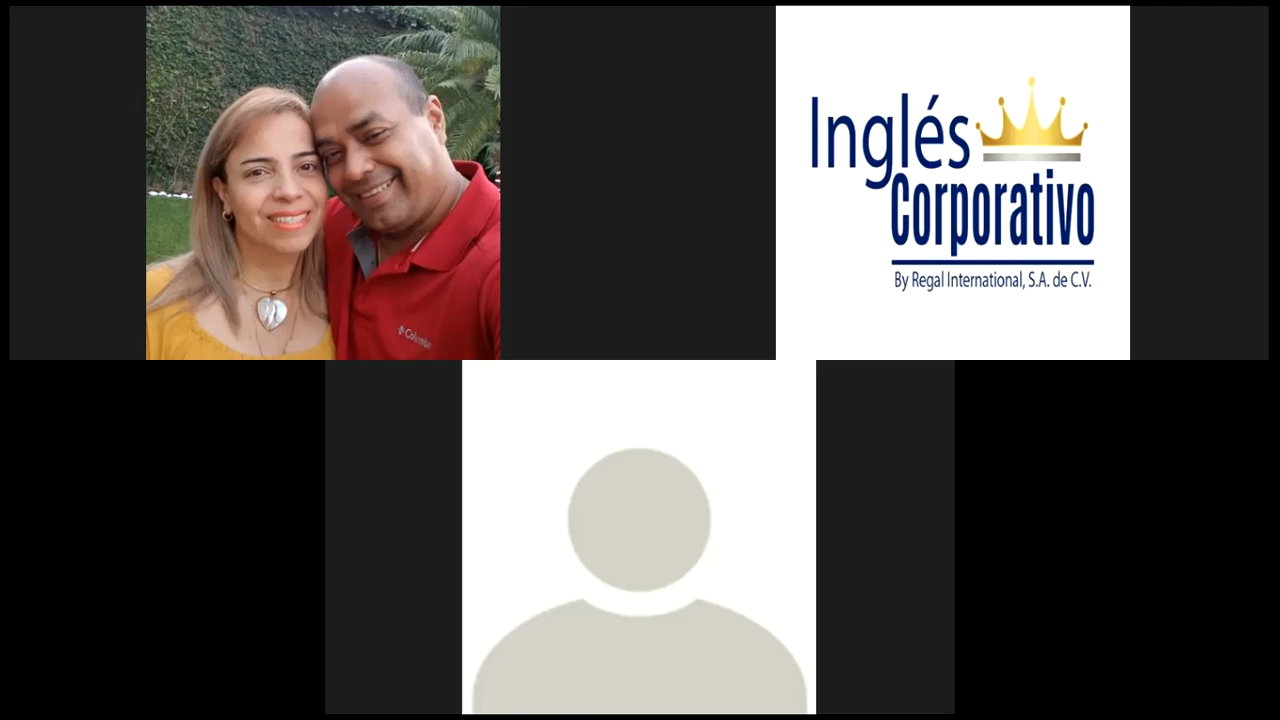 Inglés
Corporativo
By Regal International, S.A. de C.V.
Columbia